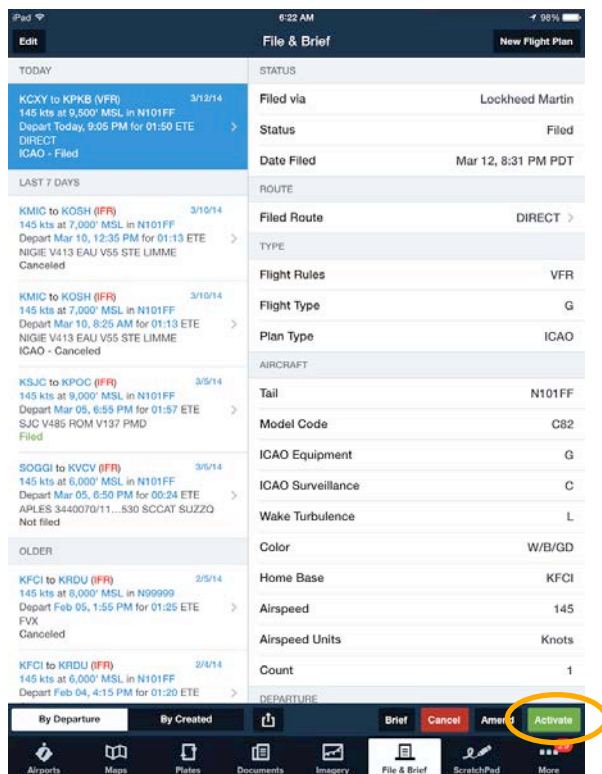 iPad 6:22 AM 98%
Edit File & Brief New Flight Plan
TODAY
KCXY to KPKB (VFR) 3/12/14
145 kts at 9,500' MSL in N101FF
Depart Today, 9:05 PM for 01:50 ETE
DIRECT
ICAO - Filed
LAST 7 DAYS
KMIC to KOSH (IFR) 3/10/14
145 kts at 7,000' MSL in N101FF
Depart Mar 10, 12:35 PM for 01:13 ETE
NIGIE V413 EAU V55 STE LIMME
Canceled
KMIC to KOSH (IFR) 3/10/14
145 kts at 7,000' MSL in N101FF
Depart Mar 10, 8:25 AM for 01:13 ETE
NIGIE V413 EAU V55 STE LIMME
ICAO - Canceled
KSJC to KPOC (IFR) 3/5/14
145 kts at 9,000' MSL in N101FF
Depart Mar 05, 6:55 PM for 01:57 ETE
SJC V485 ROM V137 PMD
Filed
SOGGI to KVCV (IFR) 3/5/14
145 kts at 6,000' MSL in N101FF
Depart Mar 05, 6:50 PM for 00:24 ETE
APLES 3440070/11...530 SCCAT SUZZQ
Not filed
OLDER
KFCI to KRDU (IFR) 2/5/14
145 kts at 8,000' MSL in N99999
Depart Feb 05, 1:55 PM for 01:25 ETE
FVX
Canceled
KFCI to KRDU (IFR) 2/4/14
145 kts at 6,000' MSL in N101FF
Depart Feb 04, 4:15 PM for 01:20 ETE
STATUS
Filed via Lockheed Martin
Status Filed
Date Filed Mar 12, 8:31 PM PDT
ROUTE
Filed Route DIRECT
TYPE
Flight Rules VFR
Flight Type G
Plan Type ICAO
AIRCRAFT
Tail N101FF
Model Code C82
ICAO Equipment G
ICAO Surveillance C
Wake Turbulence L
Color W/B/GD
Home Base KFCI
Airspeed 145
Airspeed Units Knots
Count 1
DEPARTURE
By Departure By Created Brief Cancel Amend Activate
Airports Maps Plates Documents Imagery File & Brief ScratchPad More